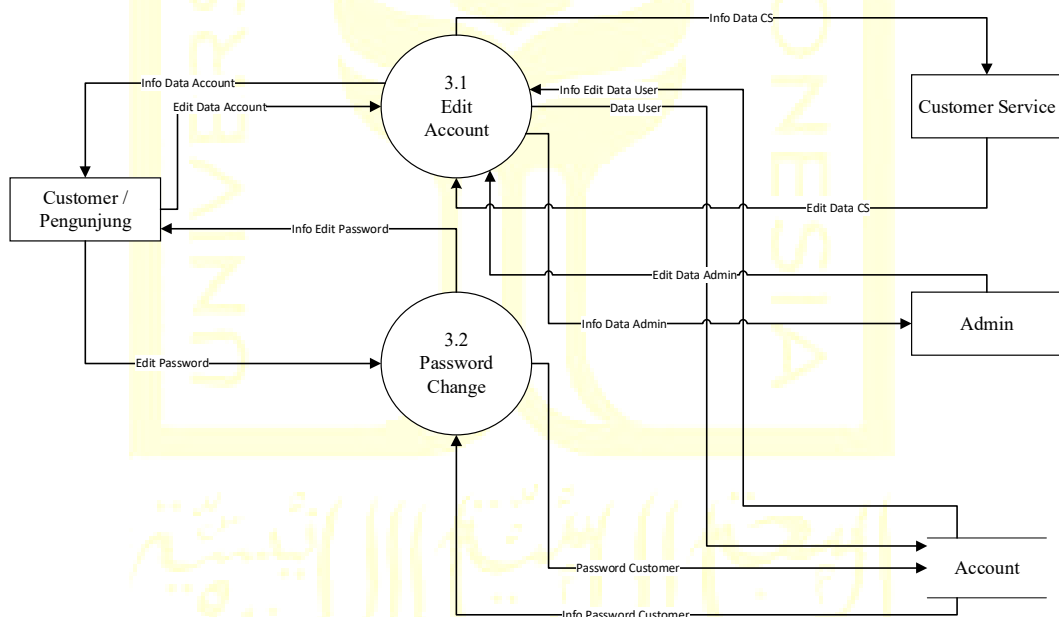 Info Data CS
3.1
Edit
Account
Info Data Account
Edit Data Account
Info Edit Data User
Data User
Customer Service
Customer /
Pengunjung
Edit Data CS
Info Edit Password
Edit Data Admin
Info Data Admin
Admin
3.2
Password
Change
Edit Password
Password Customer
Account
Info Password Customer
UNIVERS
ONESIA